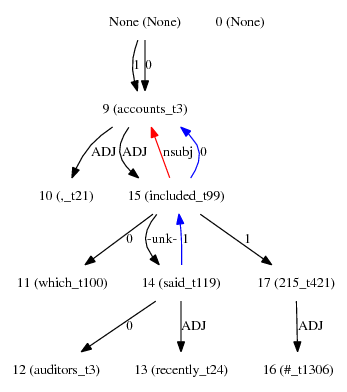 None (None) 0 (None)
1 0
9 (accounts_t3)
ADJ ADJ nsubj 0
10 (,_t21) 15 (included_t99)
0 -unk- 1 1
11 (which_t100) 14 (said_t119) 17 (215_t421)
0 ADJ ADJ
12 (auditors_t3) 13 (recently_t24) 16 (#_t1306)